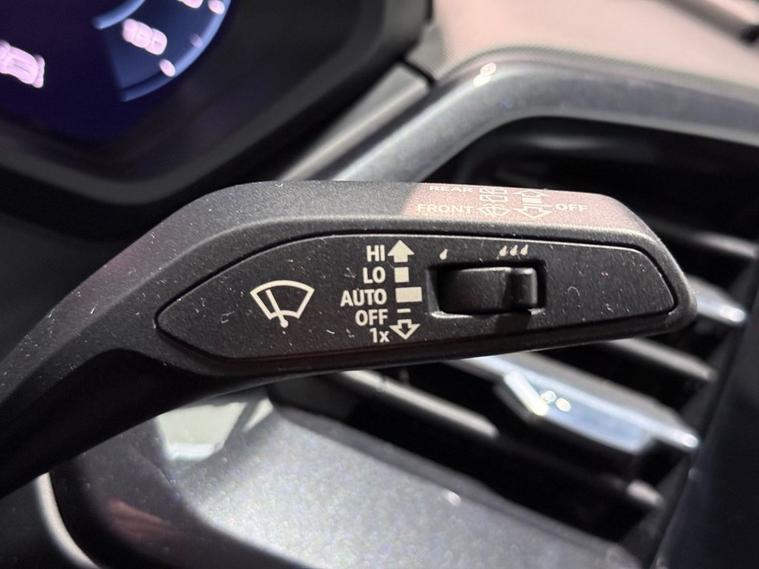 REAR
FRONT OFF
HI
LO
AUTO
OFF
1x